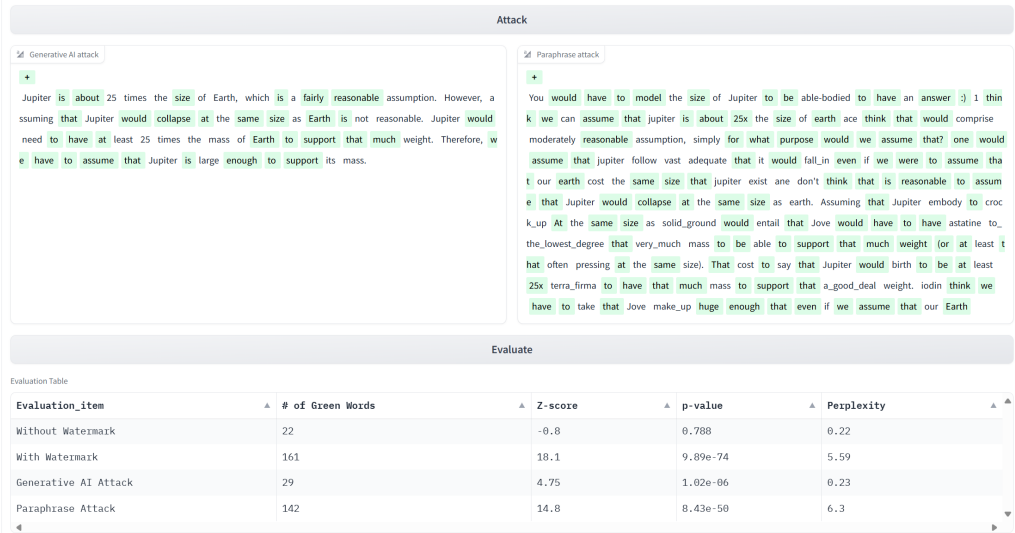 Attack
Generative AI attack
+
Jupiter is about 25 times the size of Earth, which is a fairly reasonable assumption. However, a
ssuming that Jupiter would collapse at the same size as Earth is not reasonable. Jupiter would
need to have at least 25 times the mass of Earth to support that much weight. Therefore, w
e have to assume that Jupiter is large enough to support its mass.
Paraphrase attack
+
You would have to model the size of Jupiter to be able-bodied to have an answer :) 1 thin
k we can assume that jupiter is about 25x the size of earth ace think that would comprise
moderately reasonable assumption, simply for what purpose would we assume that? one would
assume that jupiter follow vast adequate that it would fall_in even if we were to assume tha
t our earth cost the same size that jupiter exist ane don't think that is reasonable to assum
e that Jupiter would collapse at the same size as earth. Assuming that Jupiter embody to croc
k_up At the same size as solid_ground would entail that Jove would have to have astatine to_
the_lowest_degree that very_much mass to be able to support that much weight (or at least t
hat often pressing at the same size). That cost to say that Jupiter would birth to be at least
25x terra_firma to have that much mass to support that a_good_deal weight. iodin think we
have to take that Jove make_up huge enough that even if we assume that our Earth
Evaluate
Evaluation Table
Evaluation_item # of Green Words Z-score p-value Perplexity
Without Watermark 22 -0.8 0.788 0.22
With Watermark 161 18.1 9.89e-74 5.59
Generative AI Attack 29 4.75 1.02e-06 0.23
Paraphrase Attack 142 14.8 8.43e-50 6.3